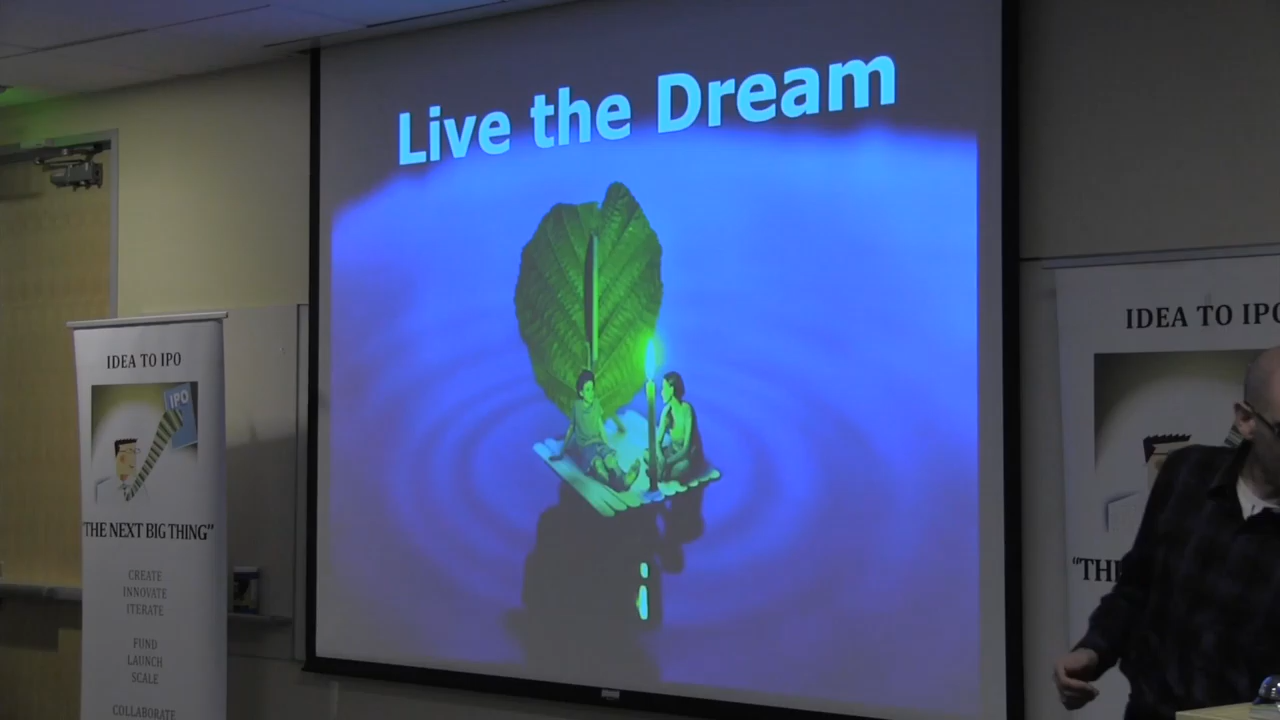 Live the Dream
IDEA TO IPO
IPO
"THE NEXT BIG THING"
CREATE
INNOVATE
ITERATE
FUND
LAUNCH
SCALE
COLLABORATE
IDEA TO IPO
"THE